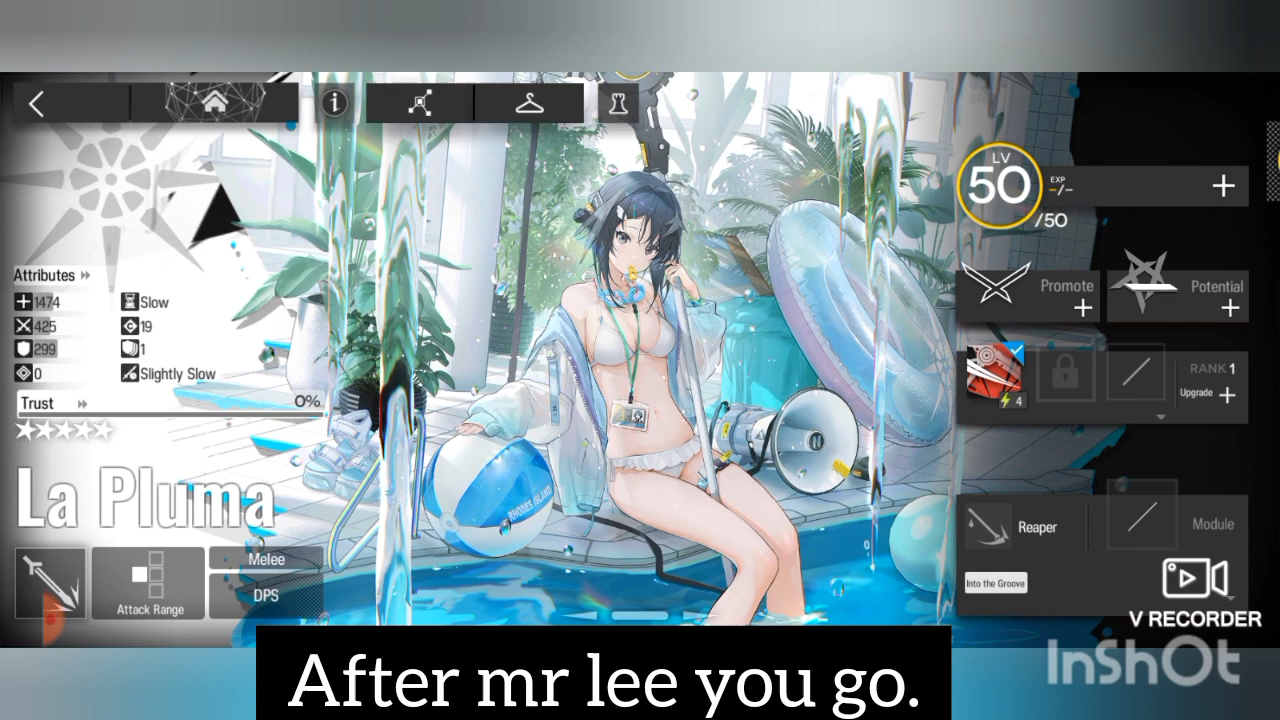 LV
50
EXP
-/-
/50
Attributes
1474
Slow
425
19
299
1
0
Slightly Slow
Trust
0%
Promote
Potential
4
RANK 1
Upgrade
La Pluma
RHODES ISLAND
Reaper
Module
Into the Groove
Melee
DPS
Attack Range
V RECORDER
InShOt
After mr lee you go.